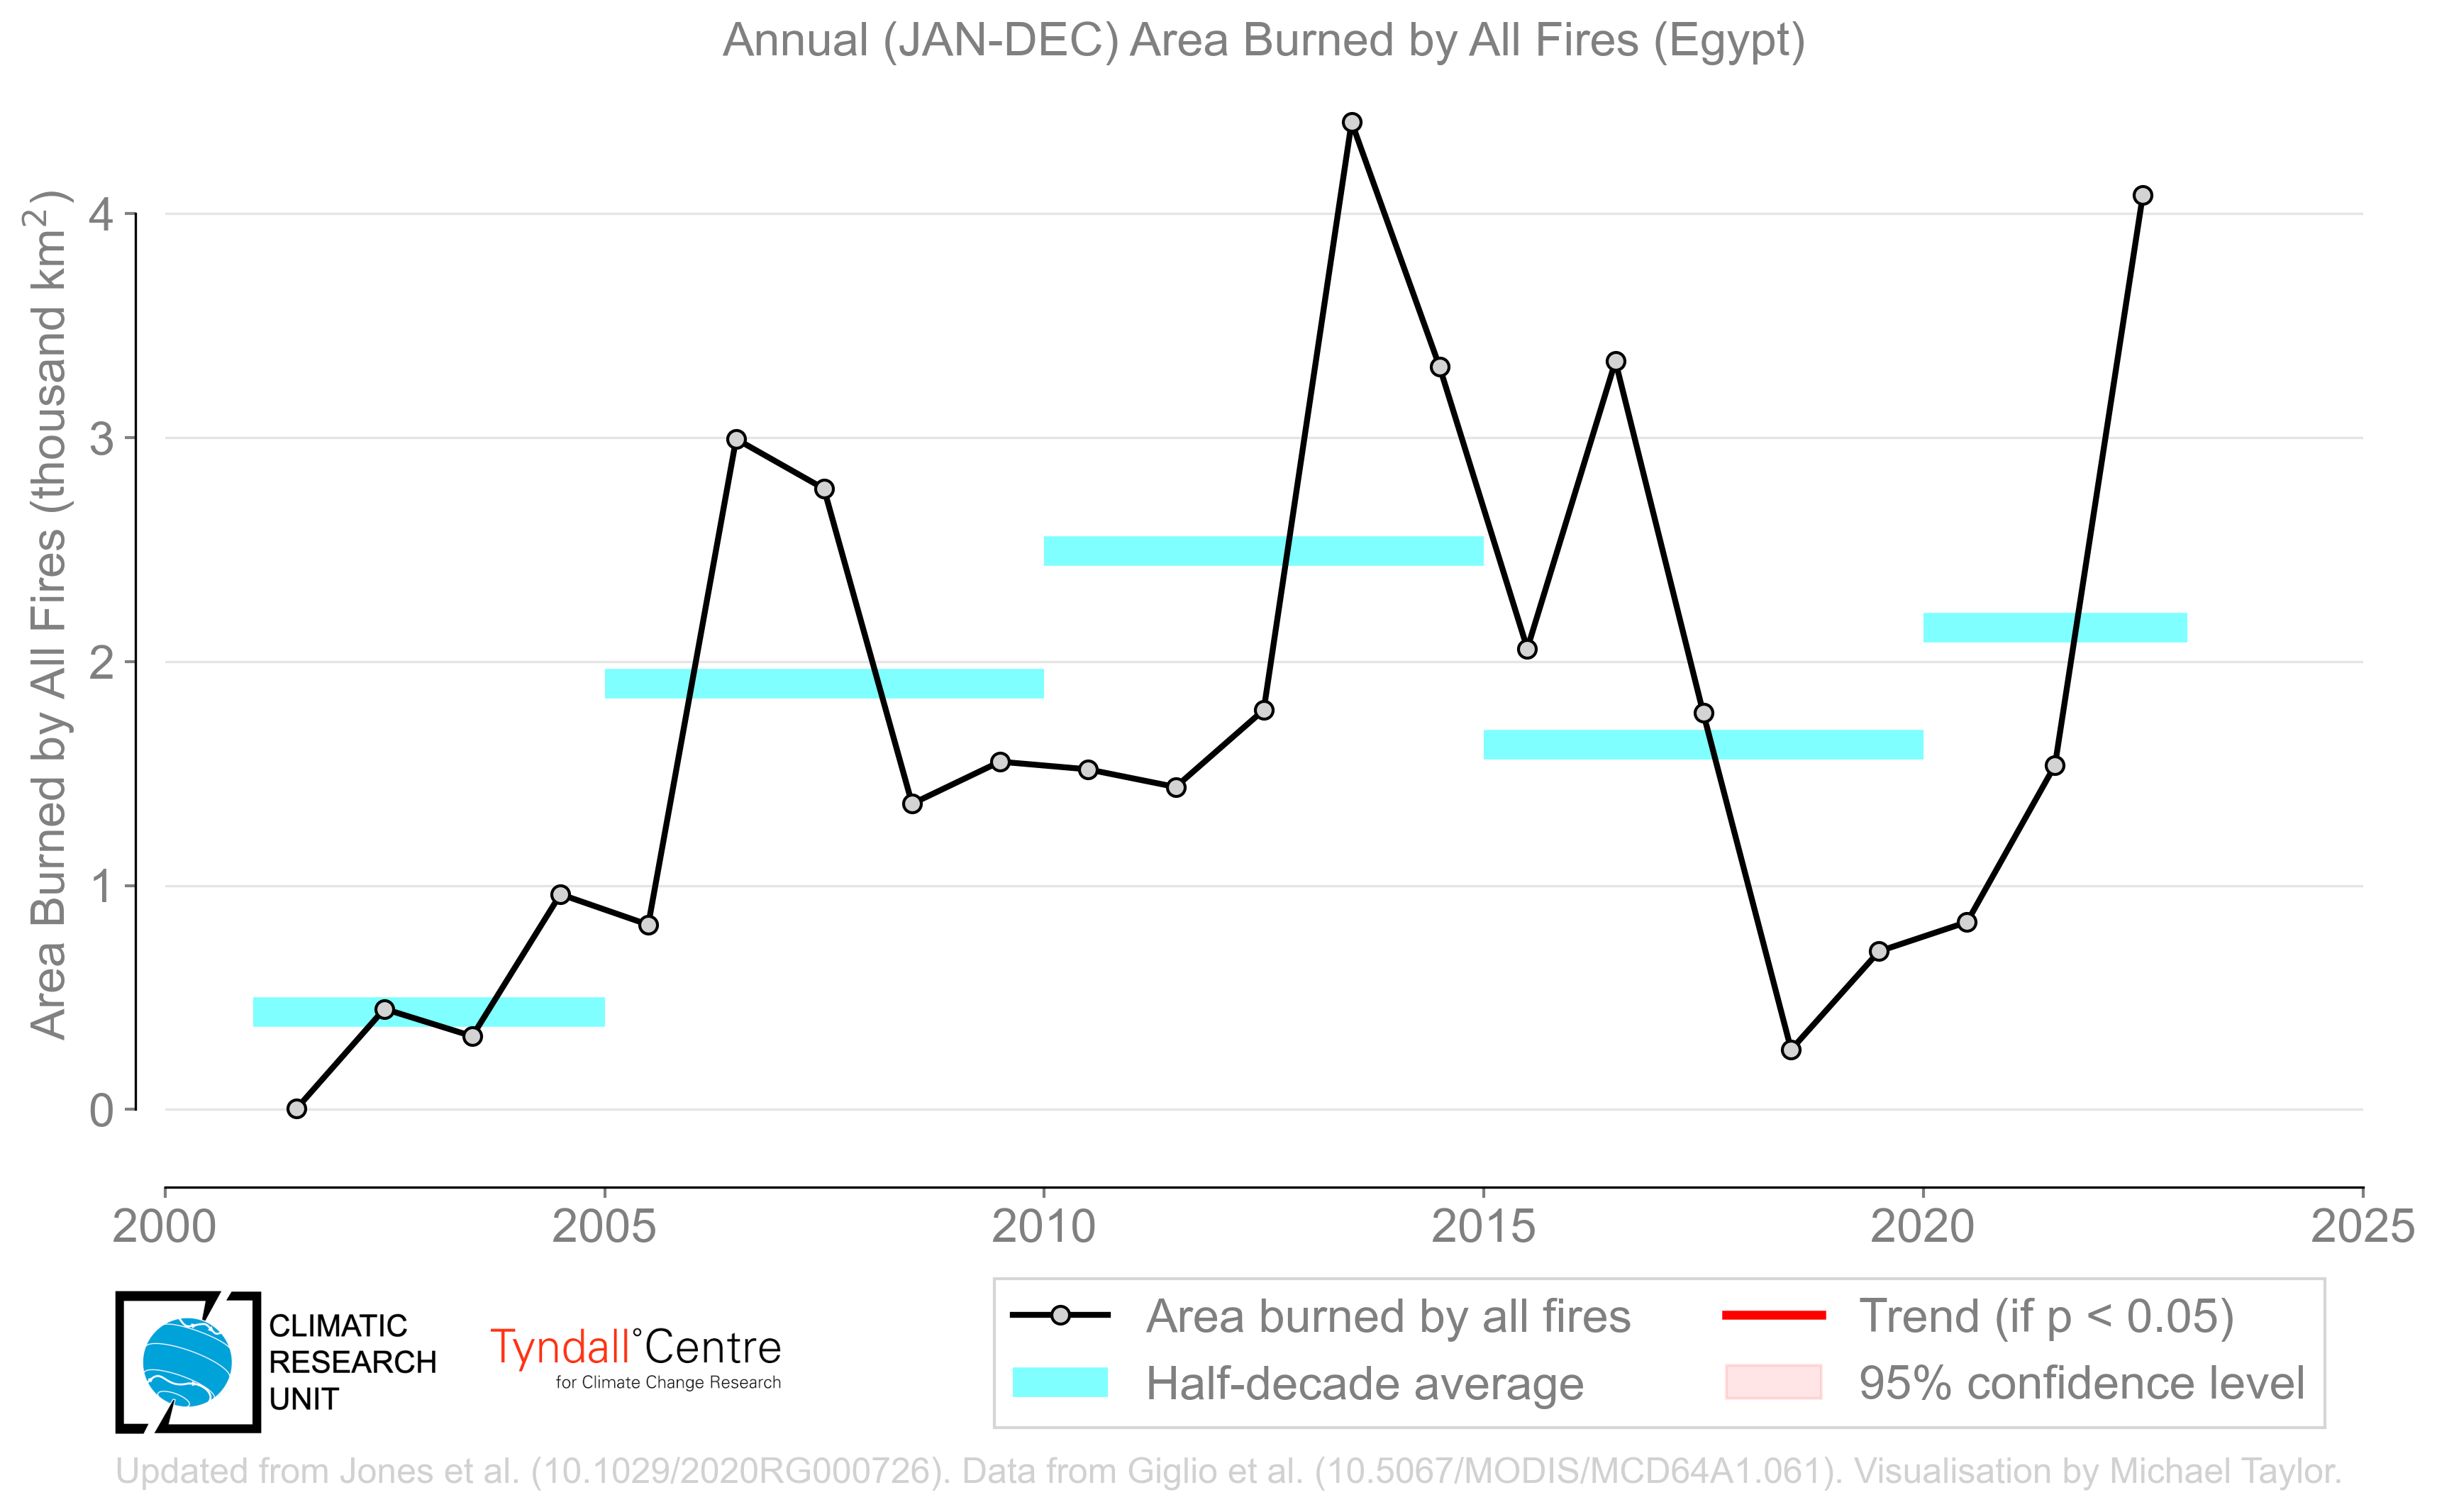 Annual (JAN-DEC) Area Burned by All Fires (Egypt)
Area Burned by All Fires (thousand km²)
4
3
2
1
0
2000 2005 2010 2015 2020 2025
CLIMATIC
RESEARCH
UNIT
Tyndall°Centre
for Climate Change Research
Area burned by all fires
Half-decade average
Trend (if p < 0.05)
95% confidence level
Updated from Jones et al. (10.1029/2020RG000726). Data from Giglio et al. (10.5067/MODIS/MCD64A1.061). Visualisation by Michael Taylor.